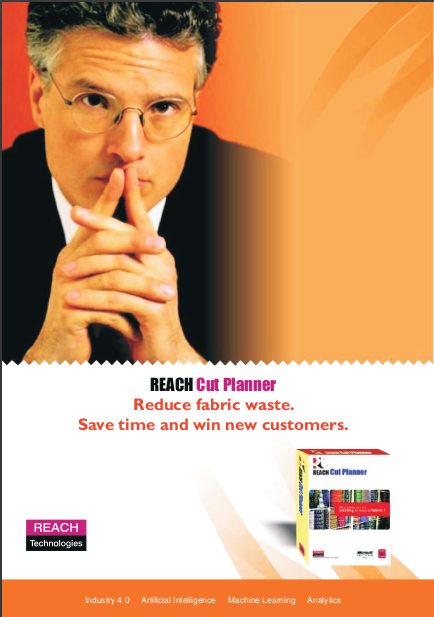 REACH Cut Planner
Reduce fabric waste.
Save time and win new customers.
REACH Cut Planner
REACH
Technologies
Industry 4.0 Artificial Intelligence Machine Learning Analytics